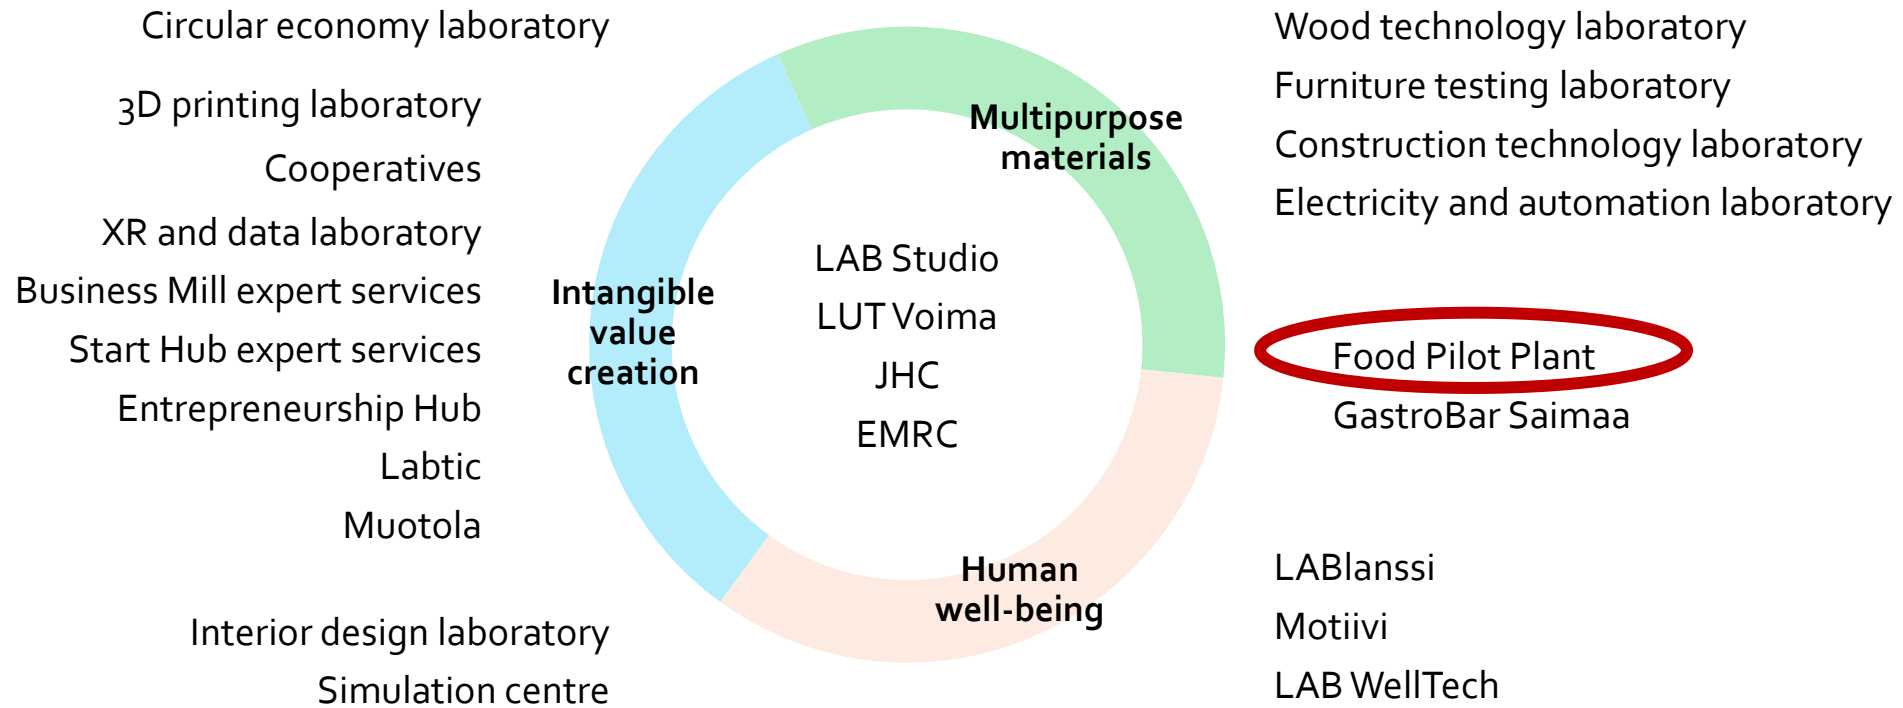 Circular economy laboratory
3D printing laboratory
Cooperatives
XR and data laboratory
Business Mill expert services
Start Hub expert services
Entrepreneurship Hub
Labtic
Muotola
Interior design laboratory
Simulation centre
Intangible
value
creation
Multipurpose
materials
LAB Studio
LUT Voima
JHC
EMRC
Human
well-being
Wood technology laboratory
Furniture testing laboratory
Construction technology laboratory
Electricity and automation laboratory
Food Pilot Plant
GastroBar Saimaa
LABlanssi
Motiivi
LAB WellTech